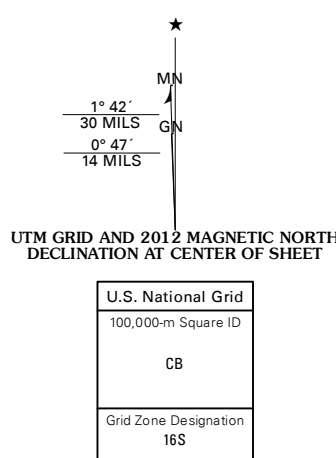 ★
MN
1° 42´
30 MILS
GN
0° 47´
14 MILS
UTM GRID AND 2012 MAGNETIC NORTH
DECLINATION AT CENTER OF SHEET
U.S. National Grid
100,000-m Square ID
CB
Grid Zone Designation
16S